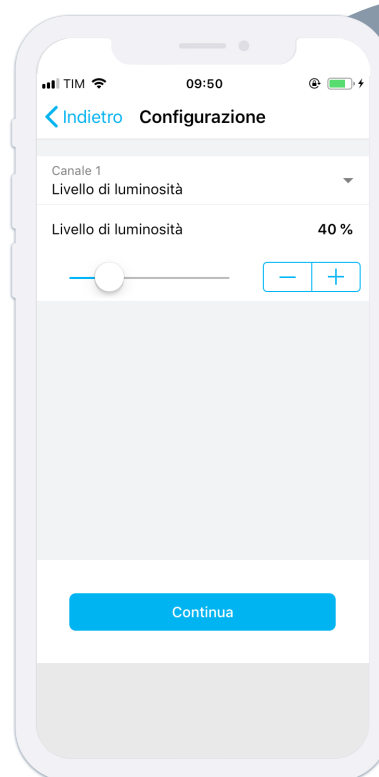 TIM 09:50
Indietro Configurazione
Canale 1
Livello di luminosità
Livello di luminosità 40 %
Continua